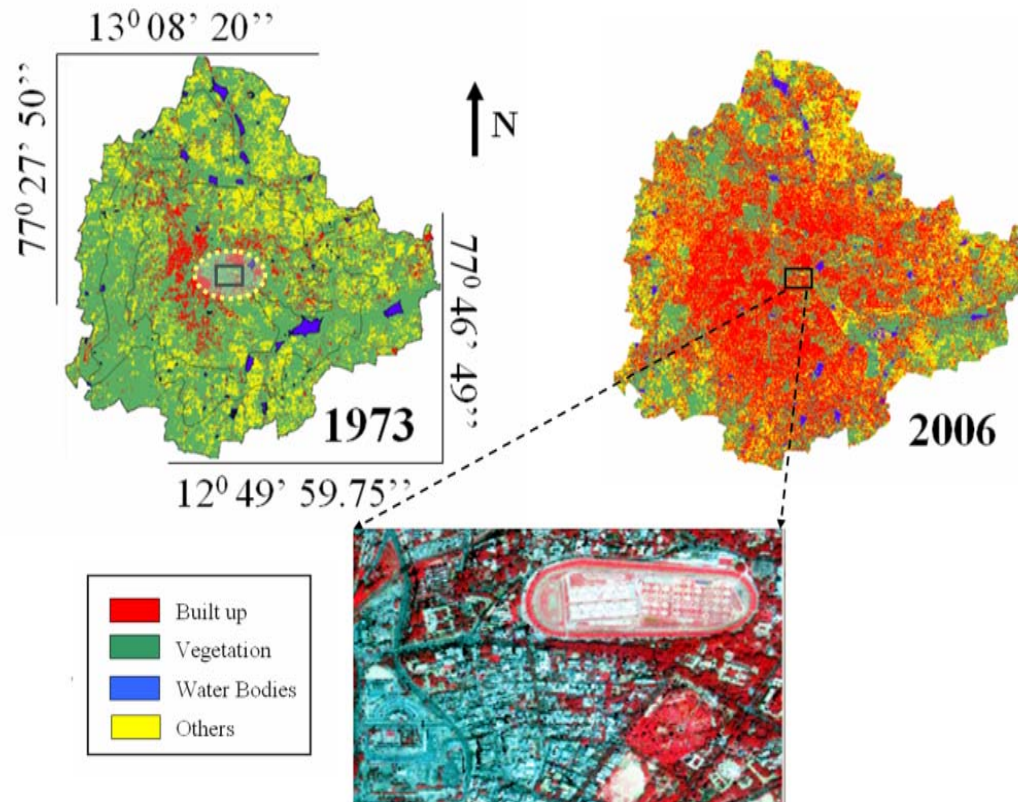 13⁰ 08’ 20’’
77⁰ 27’ 50’’
N
77⁰ 46’ 49’’
1973
2006
12⁰ 49’ 59.75’’
Built up
Vegetation
Water Bodies
Others